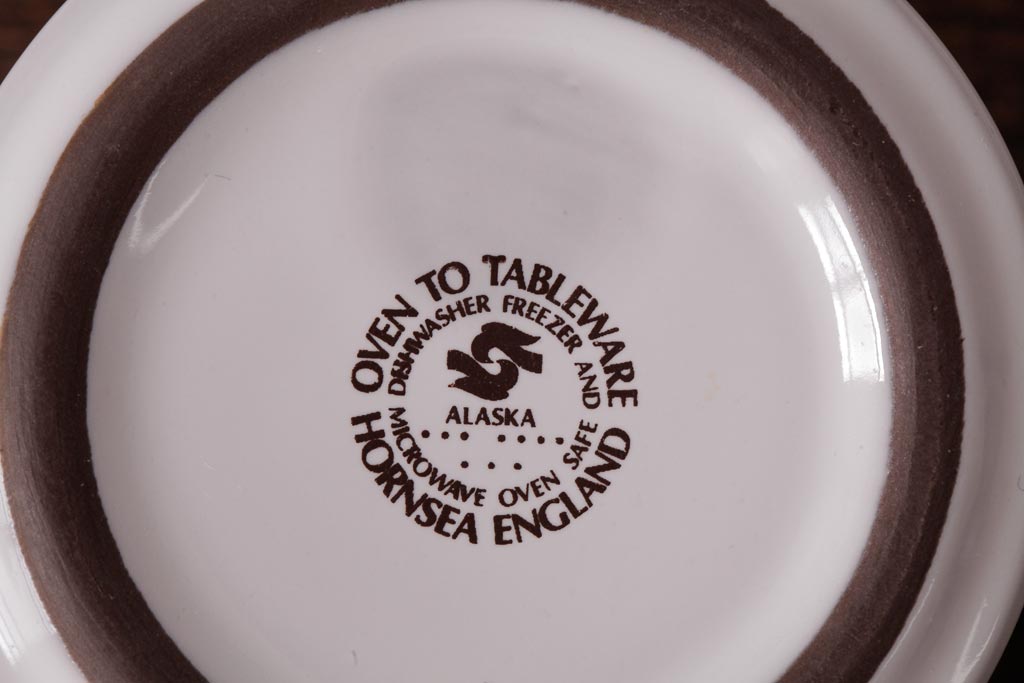 OVEN TO TABLEWARE
DISHWASHER FREEZER AND
ALASKA
MICROWAVE OVEN SAFE
HORNSEA ENGLAND